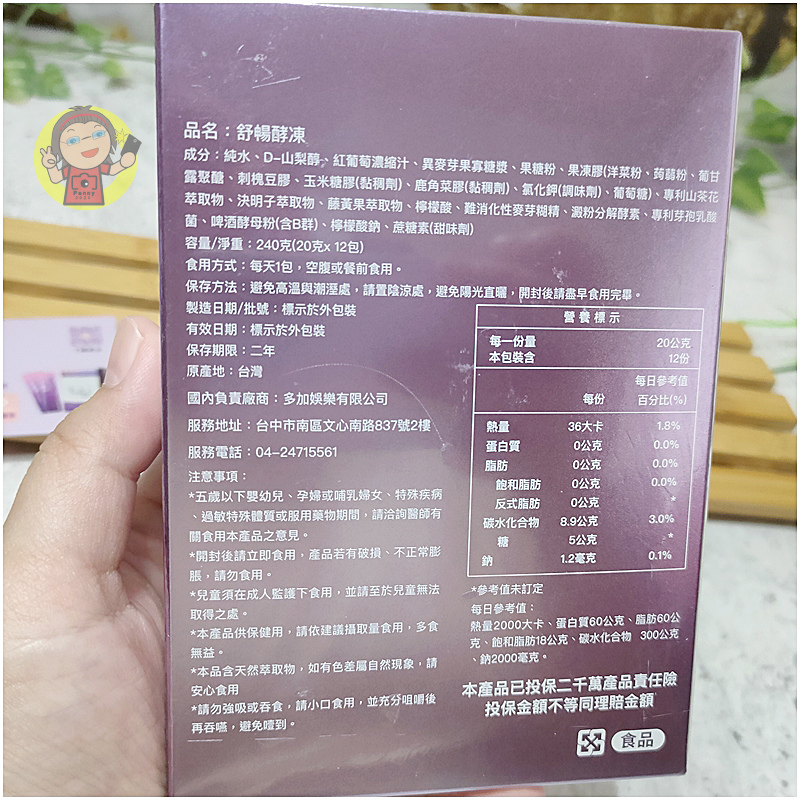 品名：舒暢酵凍
成分：純水、D-山梨醇、紅葡萄濃縮汁、異麥芽果寡糖漿、果糖粉、果凍膠(洋菜粉、蒟蒻粉、葡甘
露聚醣、刺槐豆膠、玉米糖膠(黏稠劑)、鹿角菜膠(黏稠劑)、氯化鉀(調味劑)、葡萄糖)、專利山茶花
萃取物、決明子萃取物、藤黃果萃取物、檸檬酸、難消化性麥芽糊精、澱粉分解酵素、專利芽孢乳酸
菌、啤酒酵母粉(含B群)、檸檬酸鈉、蔗糖素(甜味劑)
容量/淨重：240克(20克x 12包)
食用方式：每天1包，空腹或餐前食用。
保存方法：避免高溫與潮溼處，請置陰涼處，避免陽光直曬，開封後請盡早食用完畢。
製造日期/批號：標示於外包裝
有效日期：標示於外包裝
保存期限：二年
原產地：台灣
國內負責廠商：多加娛樂有限公司
服務地址：台中市南區文心南路837號2樓
服務電話：04-24715561
注意事項：
*五歲以下嬰幼兒、孕婦或哺乳婦女、特殊疾病
、過敏特殊體質或服用藥物期間，請洽詢醫師有
關食用本產品之意見。
*開封後請立即食用，產品若有破損、不正常膨
脹，請勿食用。
*兒童須在成人監護下食用，並請至於兒童無法
取得之處。
*本產品供保健用，請依建議攝取量食用，多食
無益。
*本品含天然萃取物，如有色差屬自然現象，請
安心食用
*請勿強吸或吞食，請小口食用，並充分咀嚼後
再吞嚥，避免噎到。
營養標示
每一份量 20公克
本包裝含 12份
每份 每日參考值百分比(%)
熱量 36大卡 1.8%
蛋白質 0公克 0.0%
脂肪 0公克 0.0%
飽和脂肪 0公克 0.0%
反式脂肪 0公克 *
碳水化合物 8.9公克 3.0%
糖 5公克 *
鈉 1.2毫克 0.1%
*參考值未訂定
每日參考值：
熱量2000大卡、蛋白質60公克、脂肪60公
克、飽和脂肪18公克、碳水化合物 300公克
、鈉2000毫克。
本產品已投保二千萬產品責任險
投保金額不等同理賠金額
食品
Penny